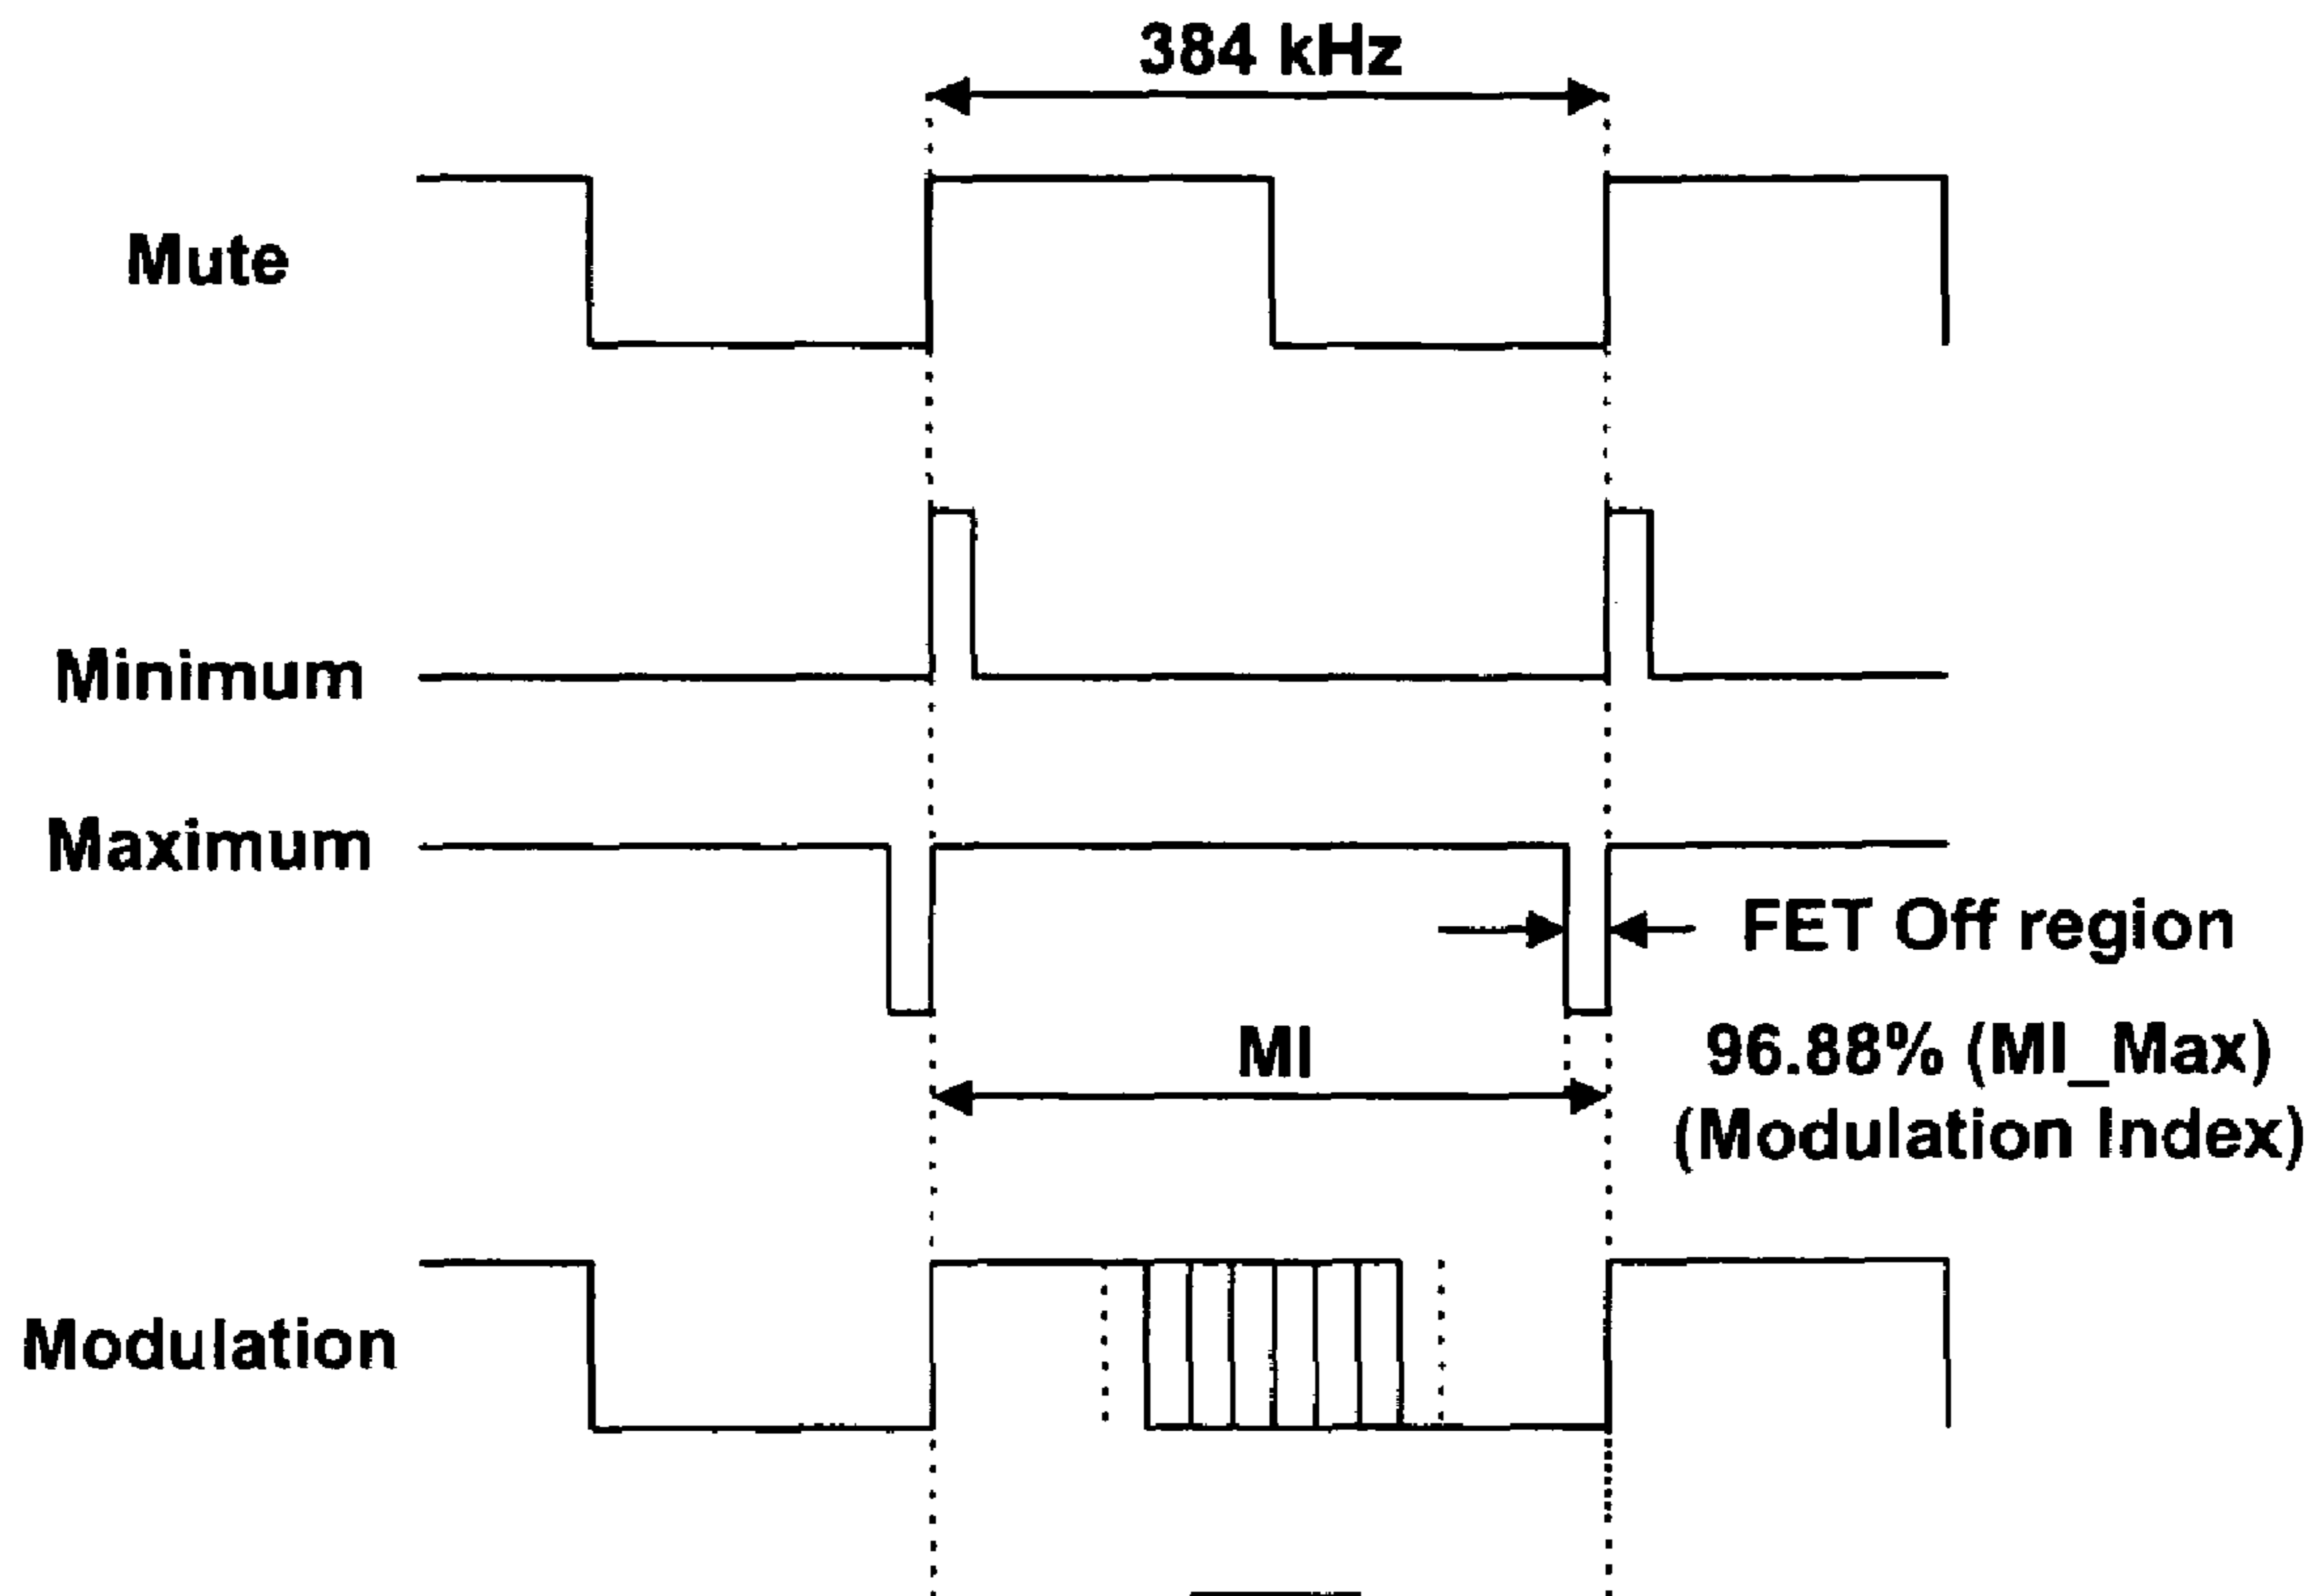 384 kHz
Mute
Minimum
Maximum
FET Off region
MI
96.88% (MI_Max)
(Modulation Index)
Modulation